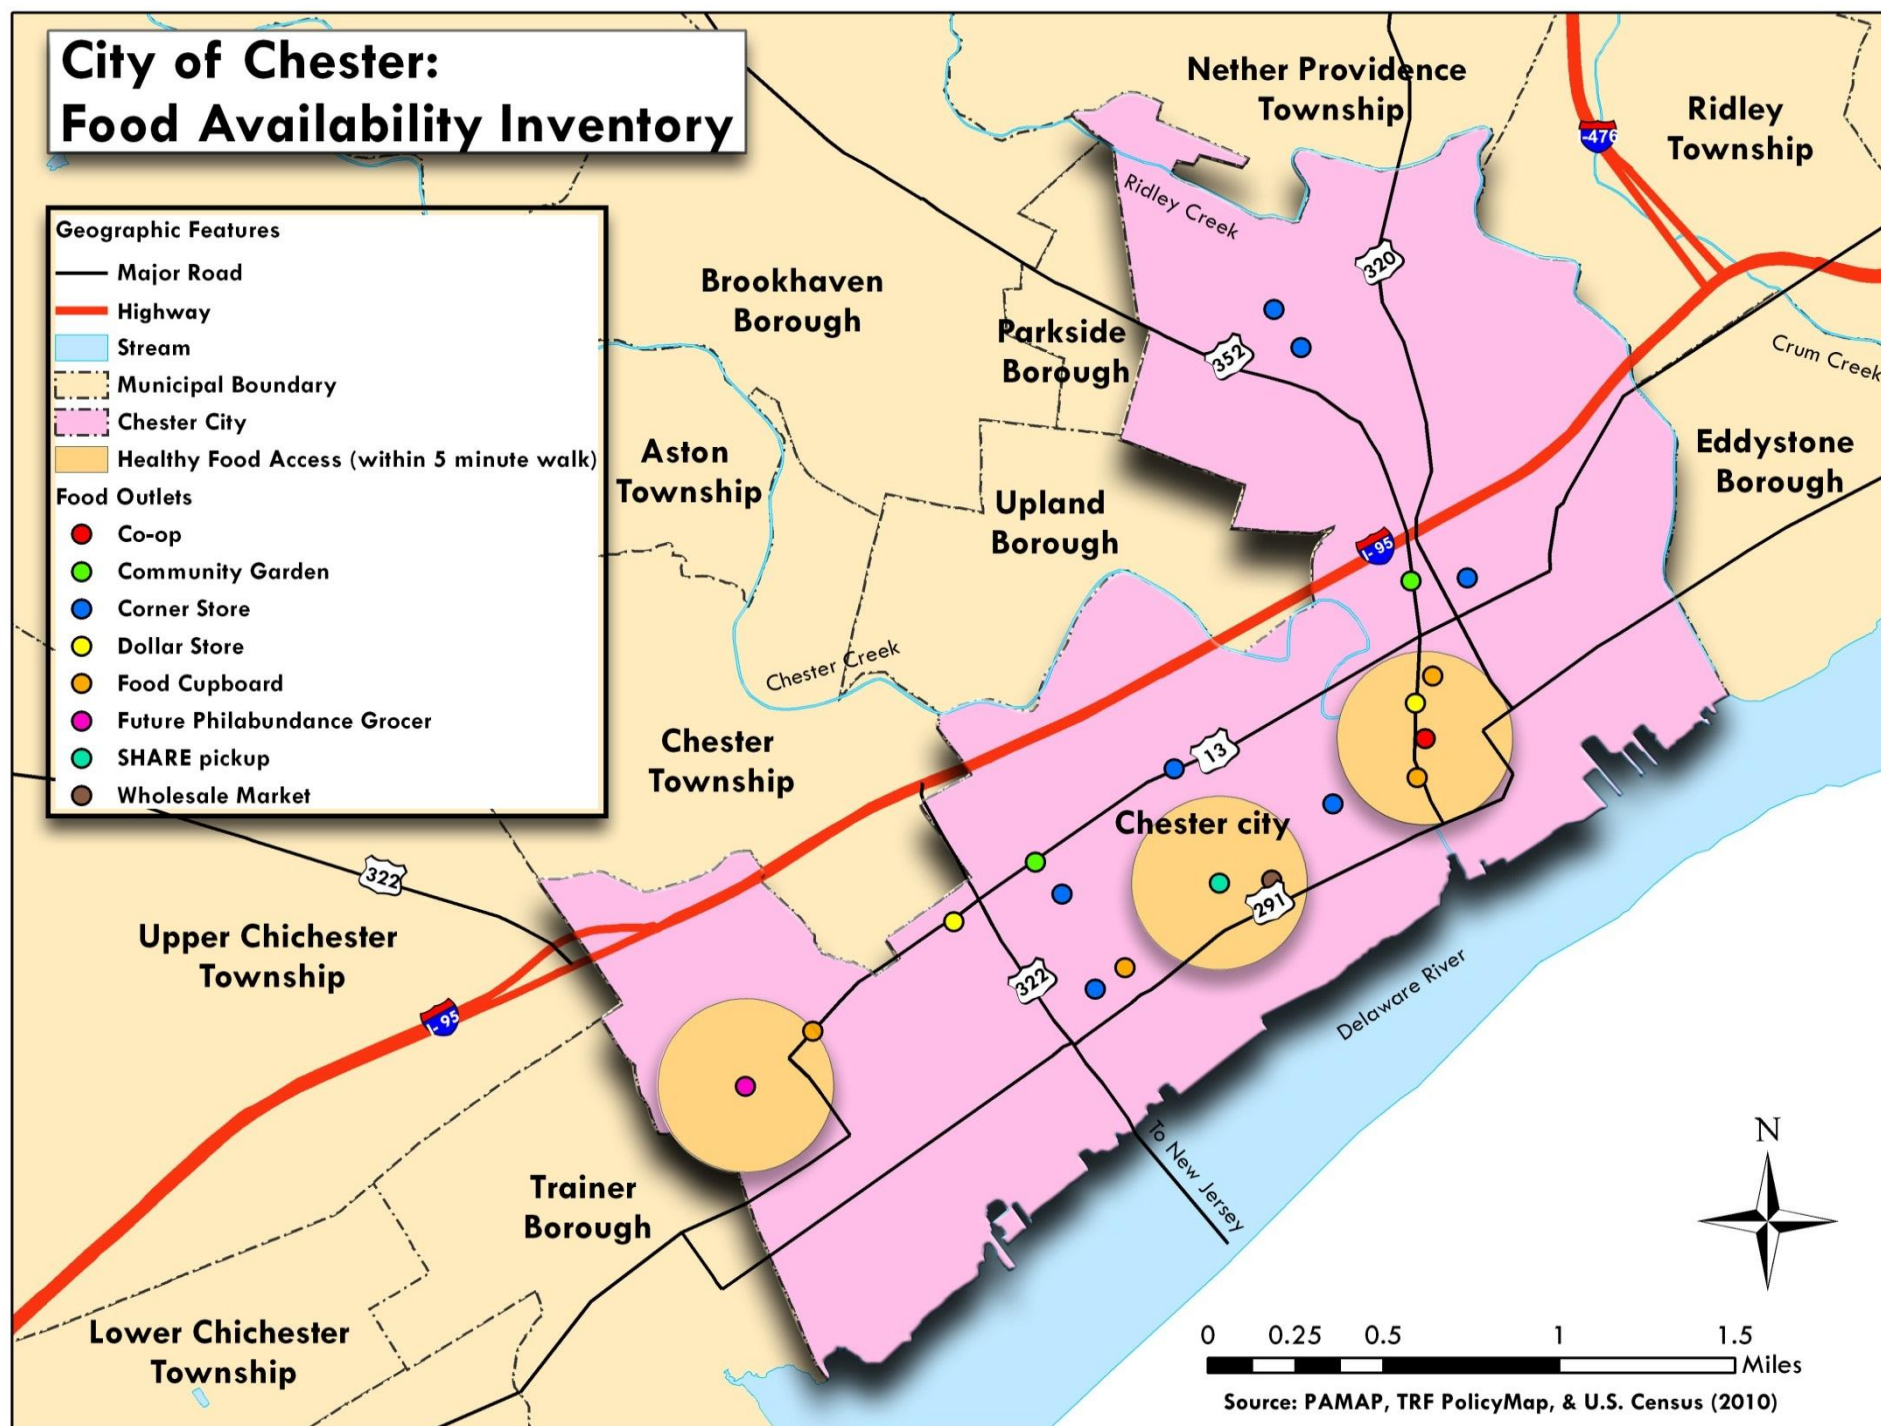 City of Chester:
Food Availability Inventory
Geographic Features
Major Road
Highway
Stream
Municipal Boundary
Chester City
Healthy Food Access (within 5 minute walk)
Food Outlets
Co-op
Community Garden
Corner Store
Dollar Store
Food Cupboard
Future Philabundance Grocer
SHARE pickup
Wholesale Market
Nether Providence
Township
Ridley
Township
I-476
Ridley Creek
320
Brookhaven
Borough
Parkside
Borough
352
Crum Creek
Aston
Township
Upland
Borough
Eddystone
Borough
I-95
Chester Creek
Chester
Township
13
Chester city
291
322
Upper Chichester
Township
I-95
322
Delaware River
To New Jersey
Trainer
Borough
Lower Chichester
Township
N
0 0.25 0.5 1 1.5
Miles
Source: PAMAP, TRF PolicyMap, & U.S. Census (2010)